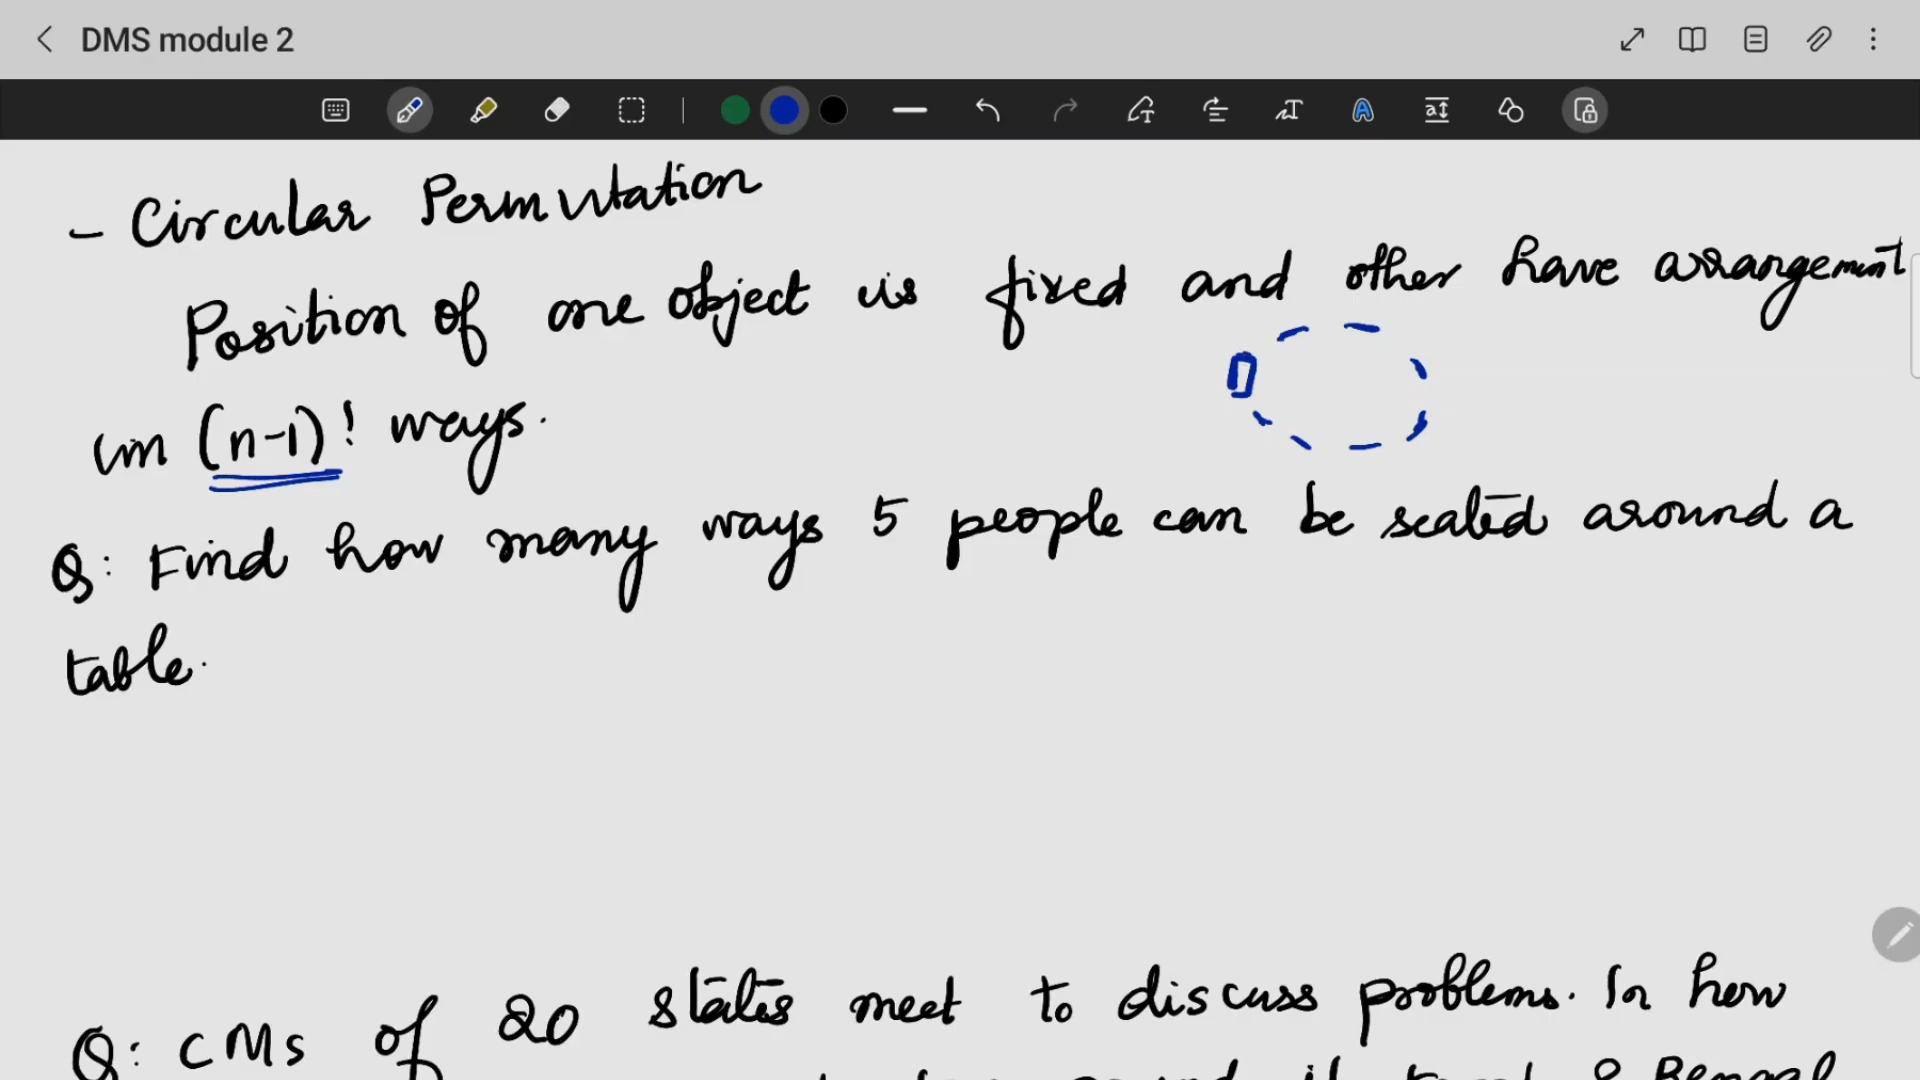 DMS module 2
- Circular Permutation
Position of one object is fixed and other have arrangement
in (n-1)! ways.
Q: Find how many ways 5 people can be seated around a
table.
Q: CMs of 20 states meet to discuss problems. In how